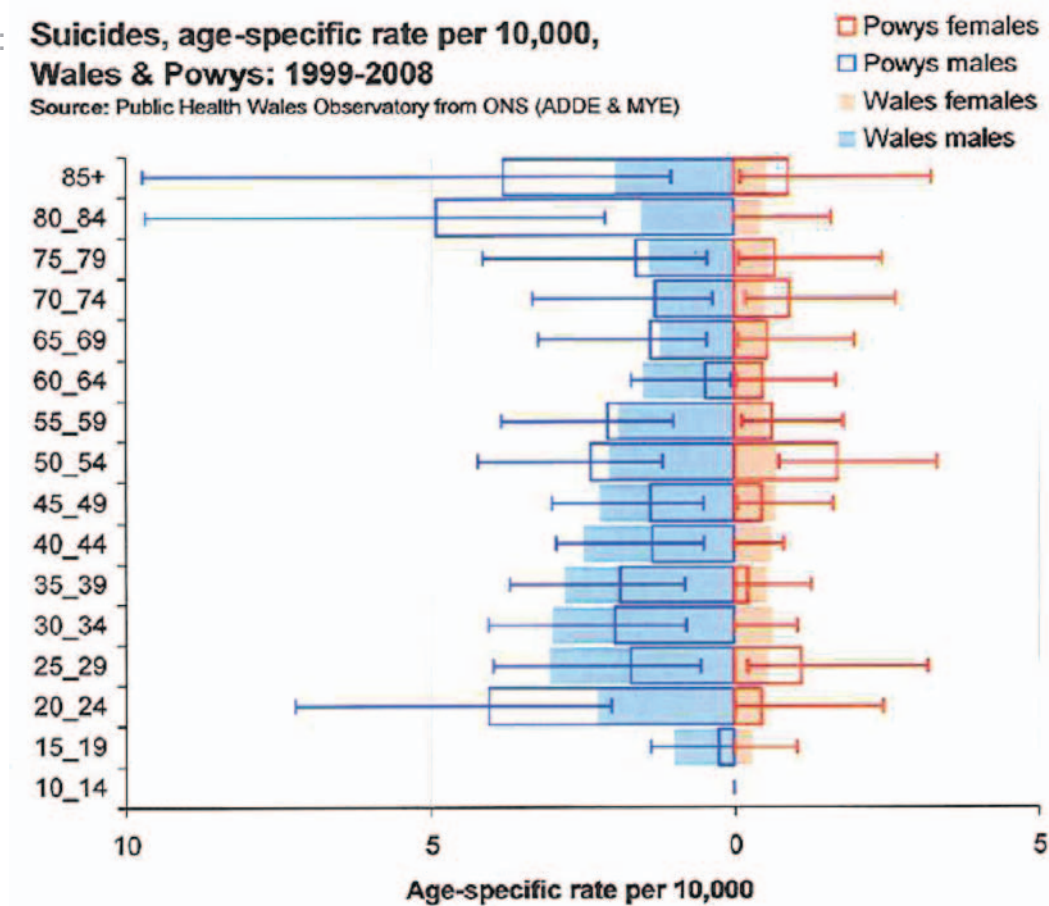 Suicides, age-specific rate per 10,000,
Wales & Powys: 1999-2008
Source: Public Health Wales Observatory from ONS (ADDE & MYE)
Powys females
Powys males
Wales females
Wales males
85+
80_84
75_79
70_74
65_69
60_64
55_59
50_54
45_49
40_44
35_39
30_34
25_29
20_24
15_19
10_14
10 5 0 5
Age-specific rate per 10,000